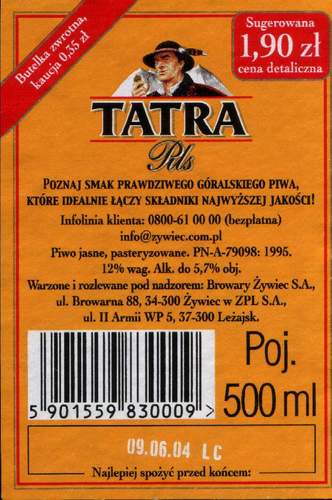 Butelka zwrotna,
kaucja 0,35 zł
Sugerowana
1,90 zł
cena detaliczna
TATRA
Pils
POZNAJ SMAK PRAWDZIWEGO GÓRALSKIEGO PIWA,
KTÓRE IDEALNIE ŁĄCZY SKŁADNIKI NAJWYŻSZEJ JAKOŚCI!
Infolinia klienta: 0800-61 00 00 (bezpłatna)
info@zywiec.com.pl
Piwo jasne, pasteryzowane. PN-A-79098: 1995.
12% wag. Alk. do 5,7% obj.
Warzone i rozlewane pod nadzorem: Browary Żywiec S.A.,
ul. Browarna 88, 34-300 Żywiec w ZPL S.A.,
ul. II Armii WP 5, 37-300 Leżajsk.
5 901559 830009 >
Poj.
500 ml
09.06.04 LC
Najlepiej spożyć przed końcem: